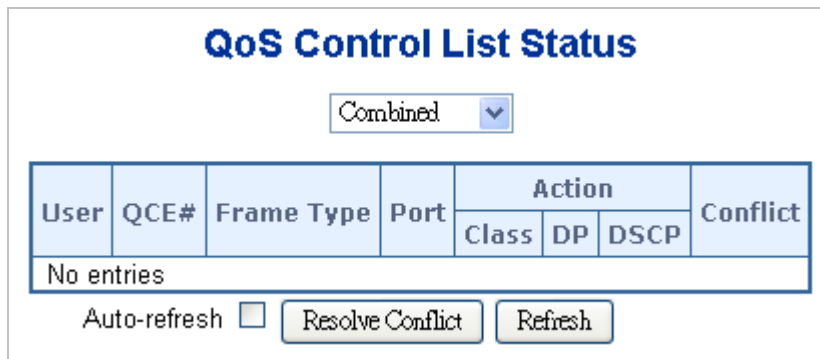 QoS Control List Status
Combined
User QCE# Frame Type Port Action Conflict
Class DP DSCP
No entries
Auto-refresh Resolve Conflict Refresh